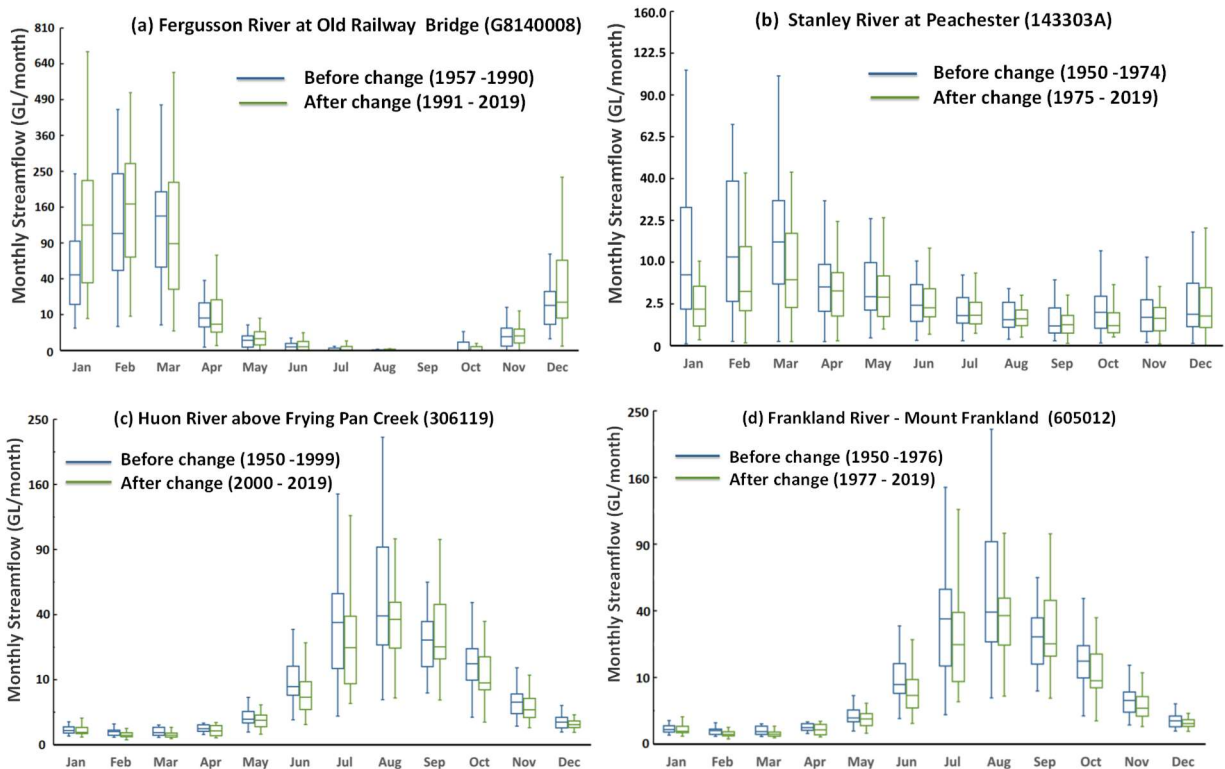 (a) Fergusson River at Old Railway Bridge (G8140008)
Monthly Streamflow (GL/month)
810
640
490
360
250
160
90
40
10
0
Before change (1957 -1990)
After change (1991 - 2019)
Jan Feb Mar Apr May Jun Jul Aug Sep Oct Nov Dec
(b) Stanley River at Peachester (143303A)
Monthly Streamflow (GL/month)
160.0
122.5
90.0
62.5
40.0
22.5
10.0
2.5
0
Before change (1950 -1974)
After change (1975 - 2019)
Jan Feb Mar Apr May Jun Jul Aug Sep Oct Nov Dec
(c) Huon River above Frying Pan Creek (306119)
Monthly Streamflow (GL/month)
250
160
90
40
10
0
Before change (1950 -1999)
After change (2000 - 2019)
Jan Feb Mar Apr May Jun Jul Aug Sep Oct Nov Dec
(d) Frankland River - Mount Frankland (605012)
Monthly Streamflow (GL/month)
250
160
90
40
10
0
Before change (1950 -1976)
After change (1977 - 2019)
Jan Feb Mar Apr May Jun Jul Aug Sep Oct Nov Dec